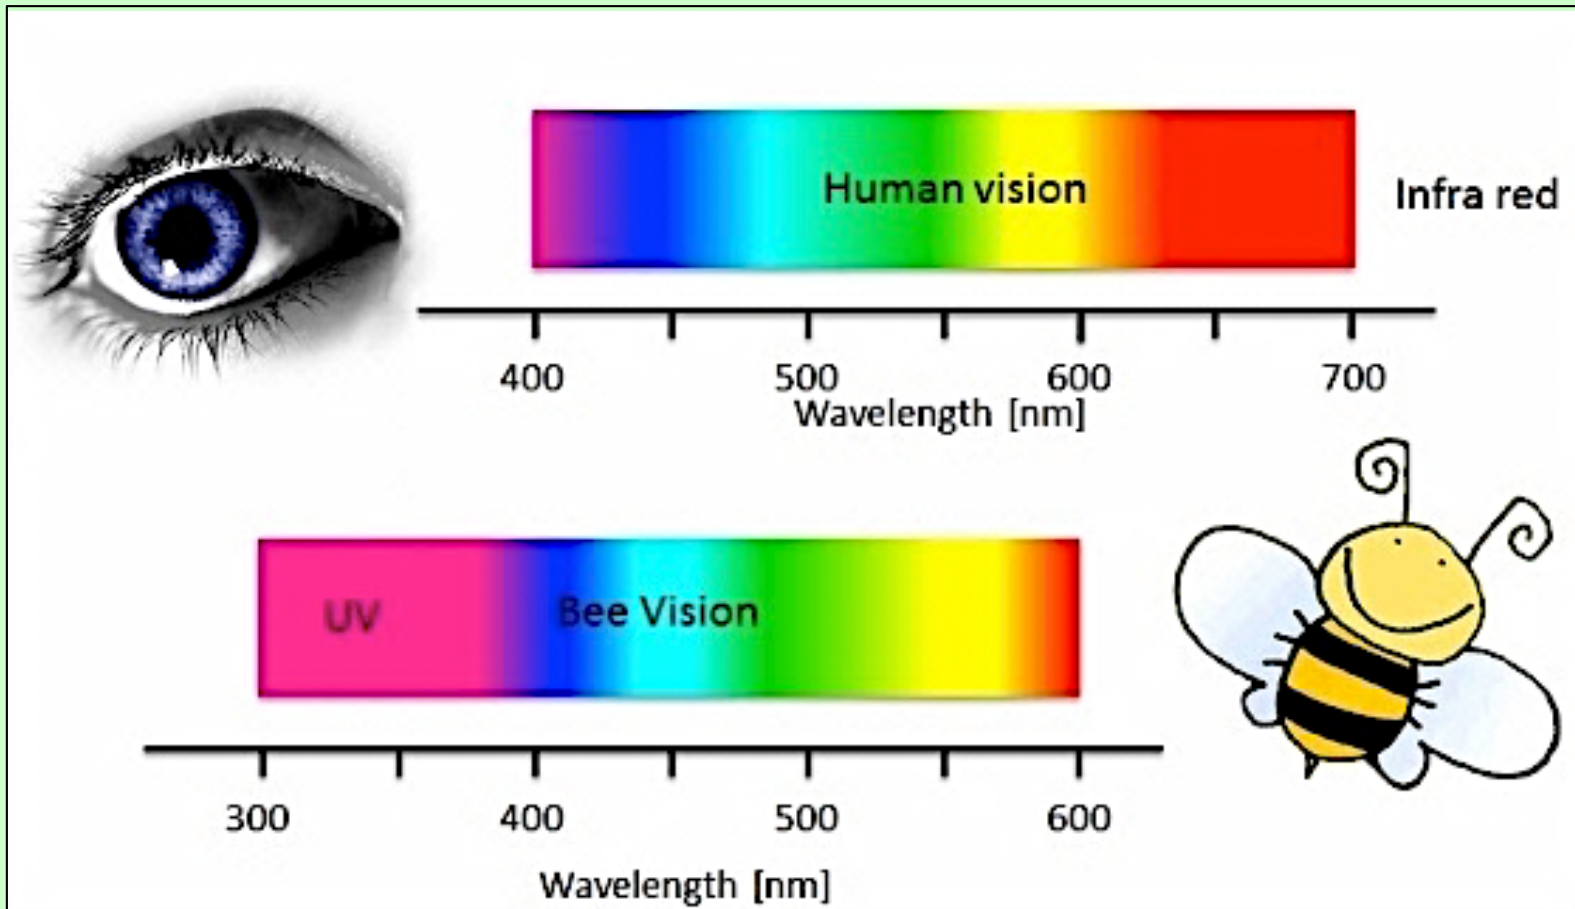 Human vision
Infra red
400 500 600 700
Wavelength [nm]
UV
Bee Vision
300 400 500 600
Wavelength [nm]